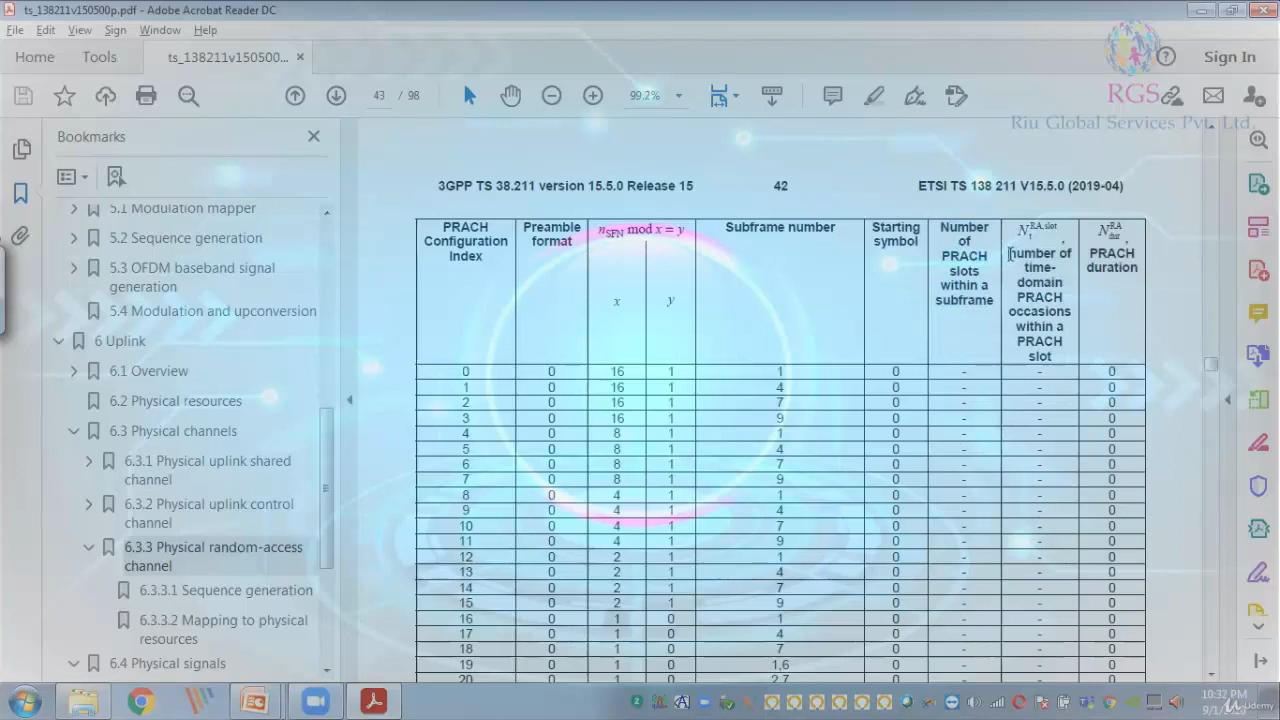 ts_138211v150500p.pdf - Adobe Acrobat Reader DC
File Edit View Sign Window Help
Home Tools ts_138211v150500... × Sign In
43 / 98 99.2%
RGS
Riu Global Services Pvt. Ltd.
Bookmarks
5.1 Modulation mapper
5.2 Sequence generation
5.3 OFDM baseband signal
generation
5.4 Modulation and upconversion
6 Uplink
6.1 Overview
6.2 Physical resources
6.3 Physical channels
6.3.1 Physical uplink shared
channel
6.3.2 Physical uplink control
channel
6.3.3 Physical random-access
channel
6.3.3.1 Sequence generation
6.3.3.2 Mapping to physical
resources
6.4 Physical signals
3GPP TS 38.211 version 15.5.0 Release 15 42 ETSI TS 138 211 V15.5.0 (2019-04)
PRACH
Configuration
Index
Preamble
format
n_SFN mod x = y
x y
Subframe number
Starting
symbol
Number
of
PRACH
slots
within a
subframe
N_t^RA,slot,
number of
time-
domain
PRACH
occasions
within a
PRACH
slot
N_dur^RA,
PRACH
duration
0 0 16 1 1 0 - - 0
1 0 16 1 4 0 - - 0
2 0 16 1 7 0 - - 0
3 0 16 1 9 0 - - 0
4 0 8 1 1 0 - - 0
5 0 8 1 4 0 - - 0
6 0 8 1 7 0 - - 0
7 0 8 1 9 0 - - 0
8 0 4 1 1 0 - - 0
9 0 4 1 4 0 - - 0
10 0 4 1 7 0 - - 0
11 0 4 1 9 0 - - 0
12 0 2 1 1 0 - - 0
13 0 2 1 4 0 - - 0
14 0 2 1 7 0 - - 0
15 0 2 1 9 0 - - 0
16 0 1 0 1 0 - - 0
17 0 1 0 4 0 - - 0
18 0 1 0 7 0 - - 0
19 0 1 0 1,6 0 - - 0
20 0 1 0 2,7 0 - - 0
10:32 PM
Udemy